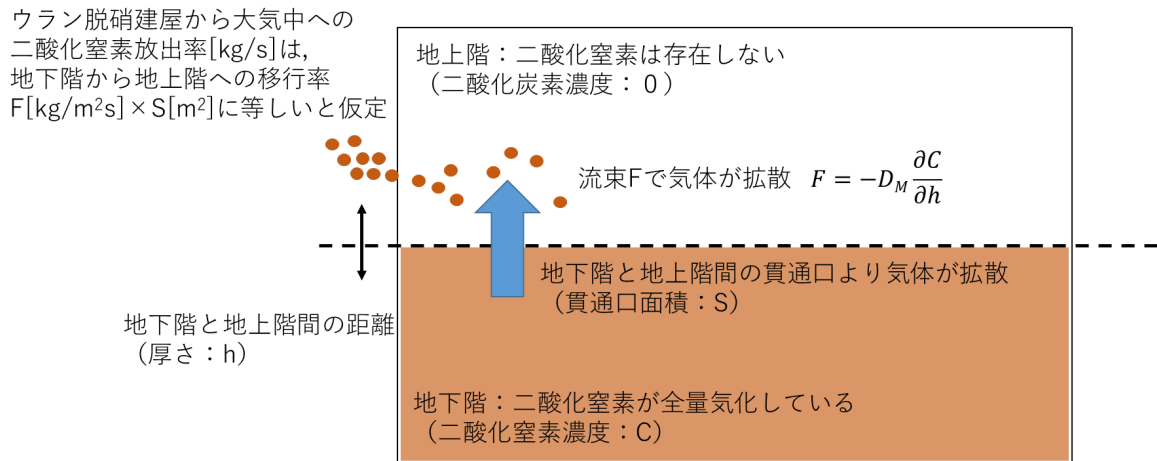 ウラン脱硝建屋から大気中への
二酸化窒素放出率[kg/s]は,
地下階から地上階への移行率
F[kg/m²s]×S[m²]に等しいと仮定
地上階：二酸化窒素は存在しない
（二酸化炭素濃度：０）
流束Fで気体が拡散 F = −D_M ∂C/∂h
地下階と地上階間の貫通口より気体が拡散
（貫通口面積：S）
地下階と地上階間の距離
（厚さ：h）
地下階：二酸化窒素が全量気化している
（二酸化窒素濃度：C）